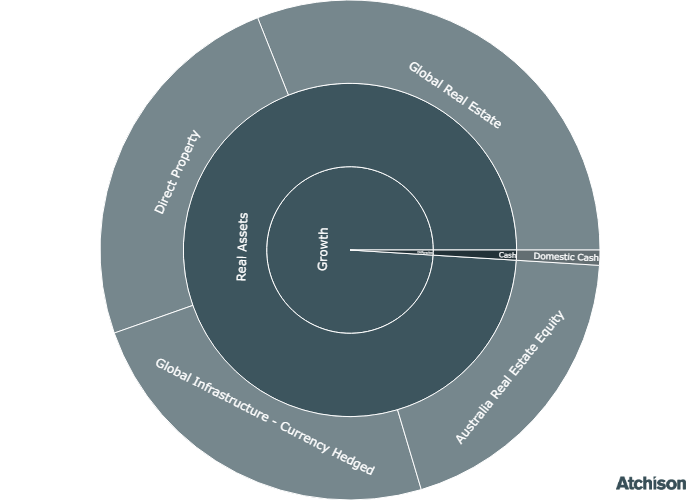 Global Real Estate
Direct Property
Real Assets
Growth
Cash
Domestic Cash
Global Infrastructure - Currency Hedged
Australia Real Estate Equity
Atchison